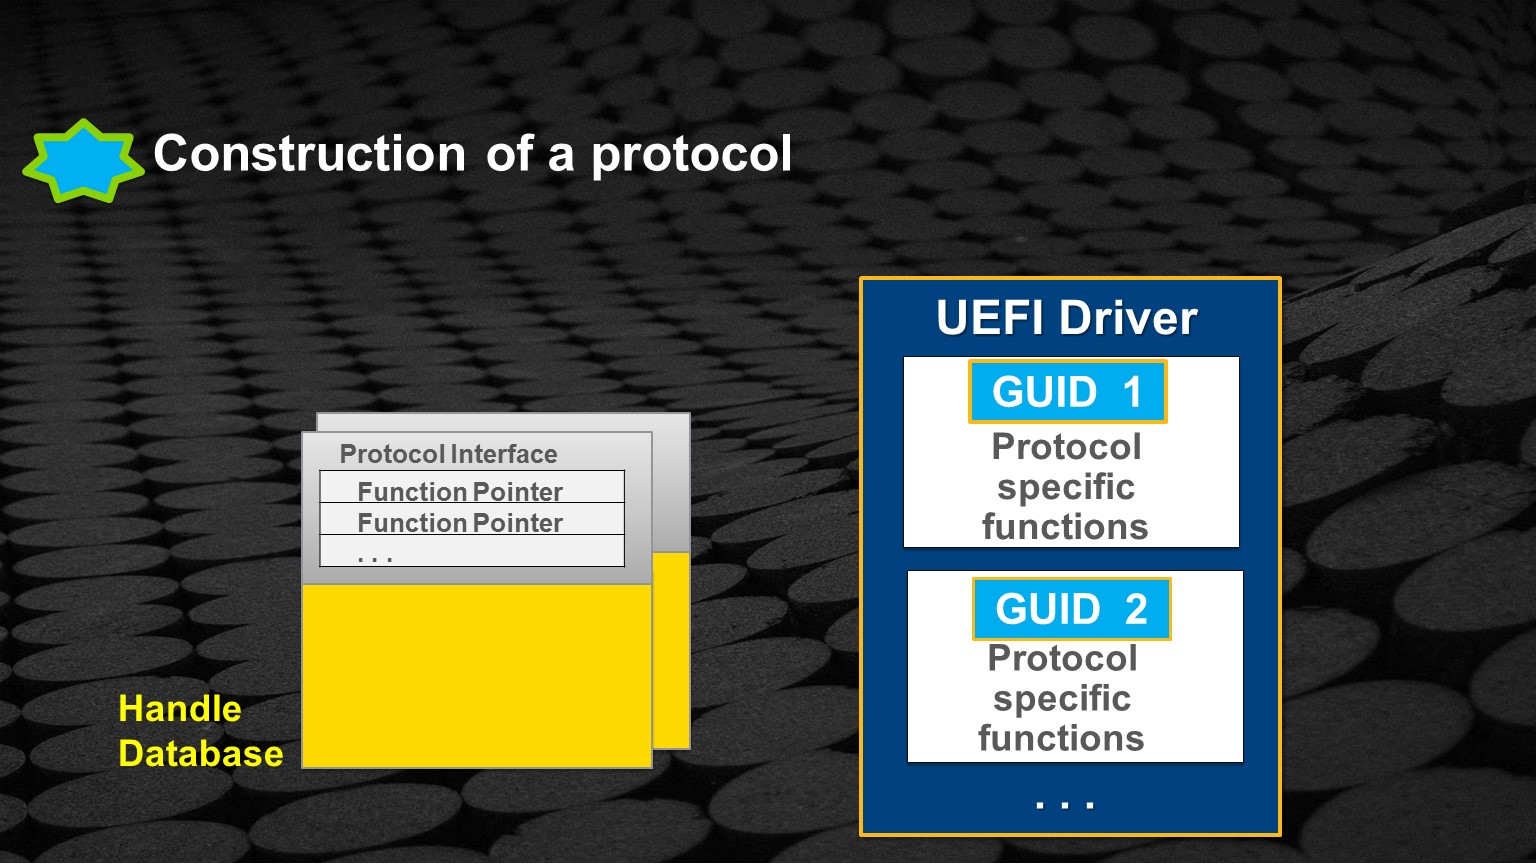 Construction of a protocol
UEFI Driver
GUID 1
Protocol
specific
functions
GUID 2
Protocol
specific
functions
. . .
Protocol Interface
Function Pointer
Function Pointer
. . .
Handle
Database